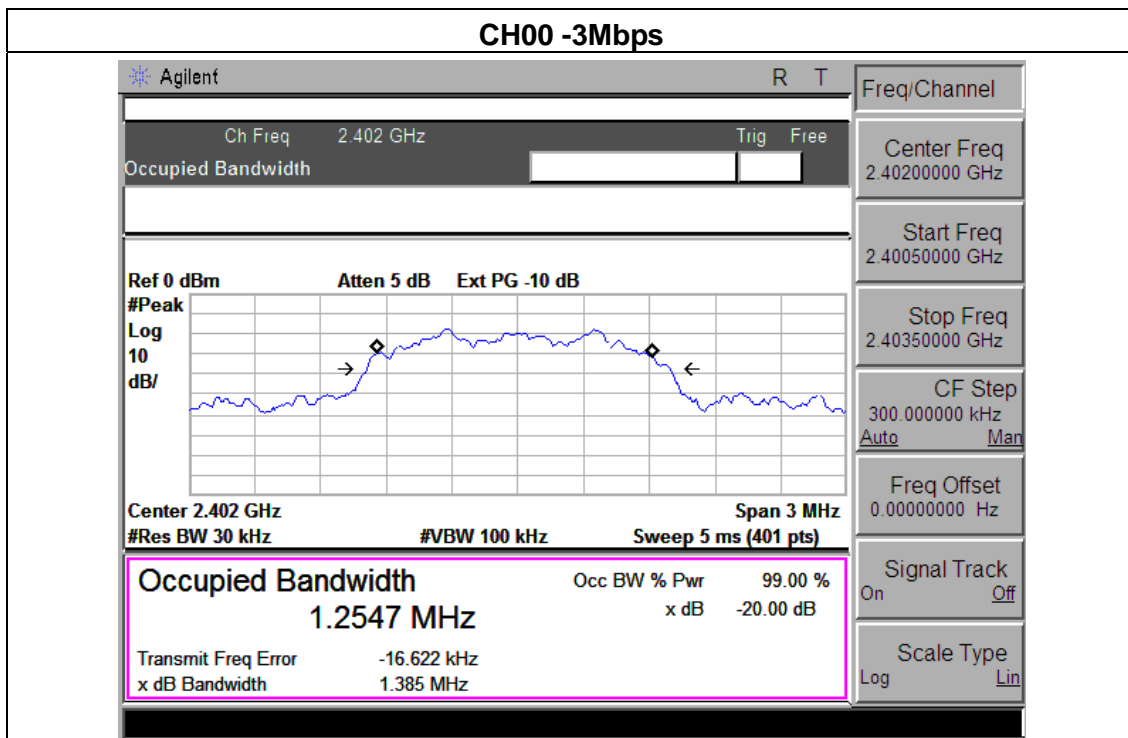 CH00 -3Mbps
Agilent R T
Ch Freq 2.402 GHz Trig Free
Occupied Bandwidth
Ref 0 dBm Atten 5 dB Ext PG -10 dB
#Peak
Log
10
dB/
Center 2.402 GHz Span 3 MHz
#Res BW 30 kHz #VBW 100 kHz Sweep 5 ms (401 pts)
Occupied Bandwidth Occ BW % Pwr 99.00 %
1.2547 MHz x dB -20.00 dB
Transmit Freq Error -16.622 kHz
x dB Bandwidth 1.385 MHz
Freq/Channel
Center Freq
2.40200000 GHz
Start Freq
2.40050000 GHz
Stop Freq
2.40350000 GHz
CF Step
300.000000 kHz
Auto Man
Freq Offset
0.00000000 Hz
Signal Track
On Off
Scale Type
Log Lin